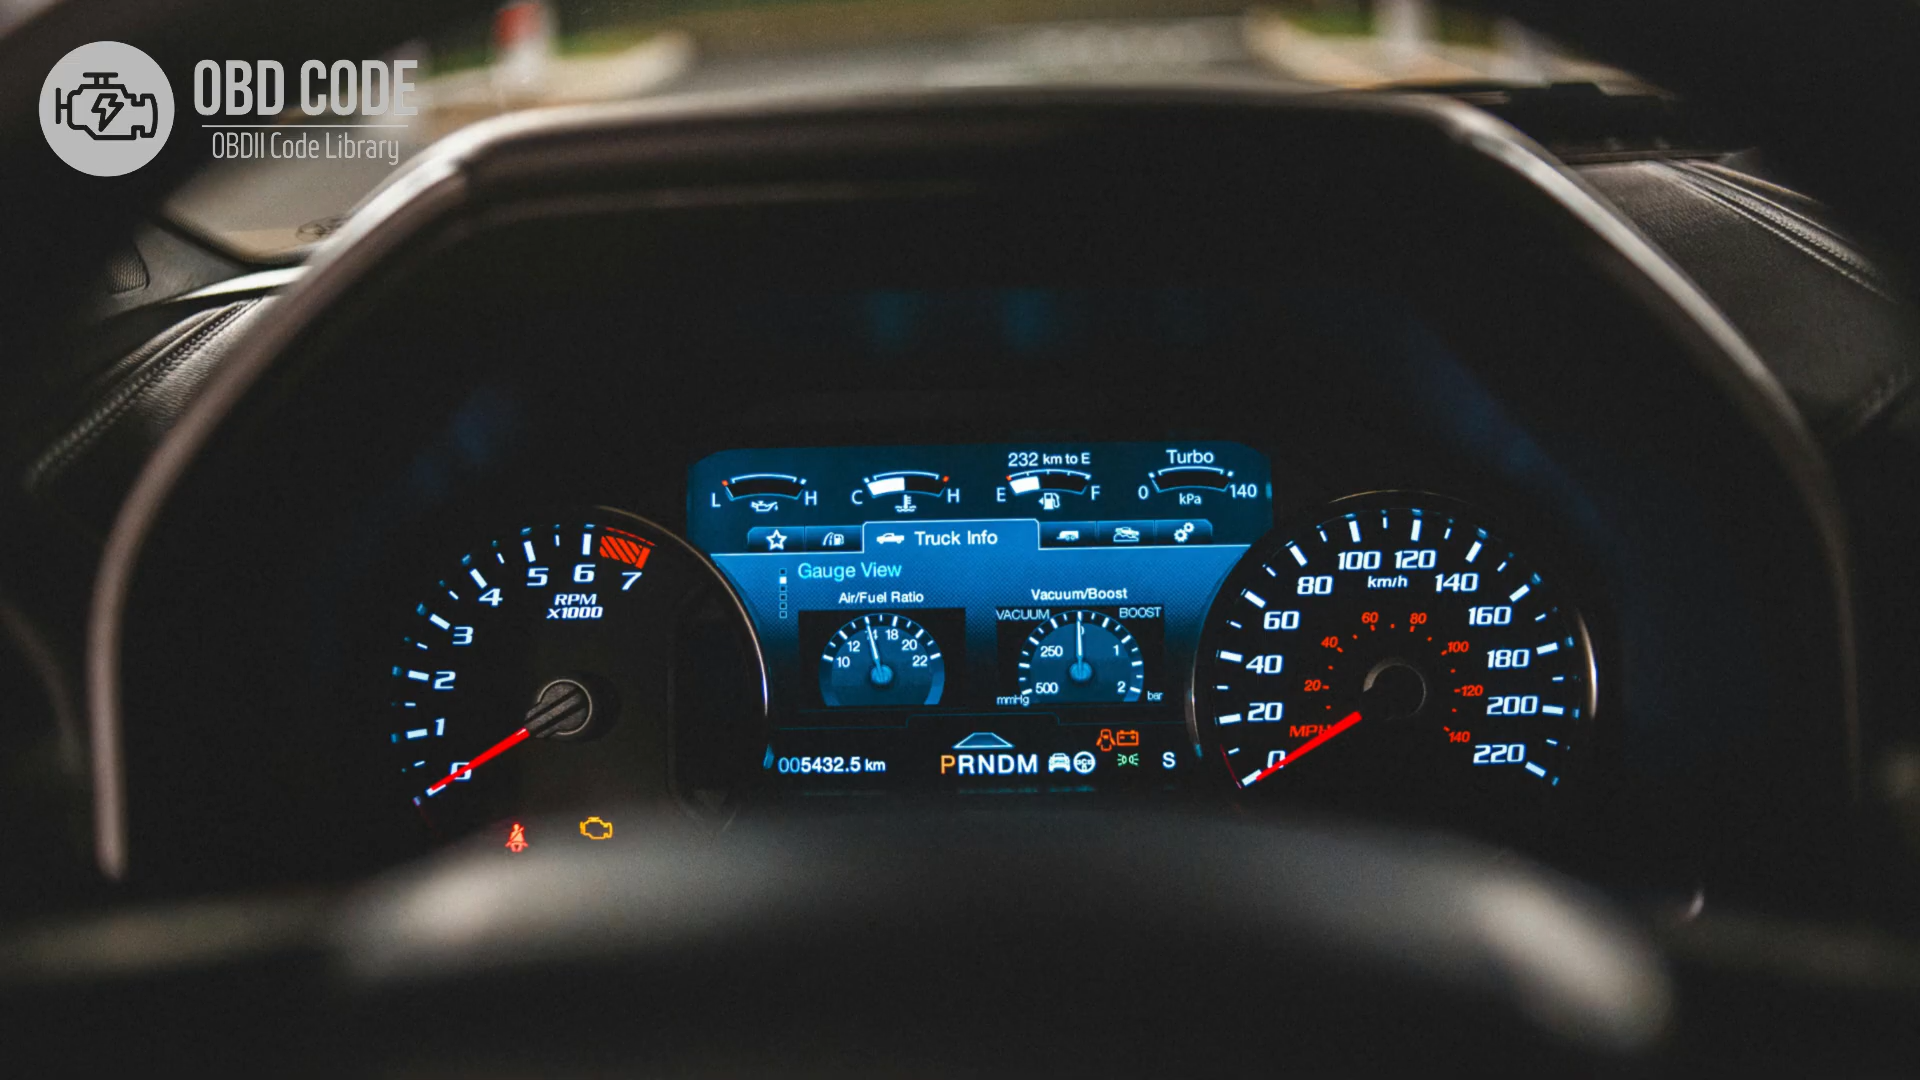 OBD CODE
OBDII Code Library
232 km to E
Turbo
L H
C H
E F
0 140
kPa
Truck Info
Gauge View
Air/Fuel Ratio
10 12 14 18 20 22
Vacuum/Boost
VACUUM BOOST
500 250 0 1 2
mmHg bar
005432.5 km
PRNDM
S
0 1 2 3 4 5 6 7
RPM
X1000
0 20 40 60 80 100 120 140 160 180 200 220
km/h
20 40 60 80 100 120 140
MPH